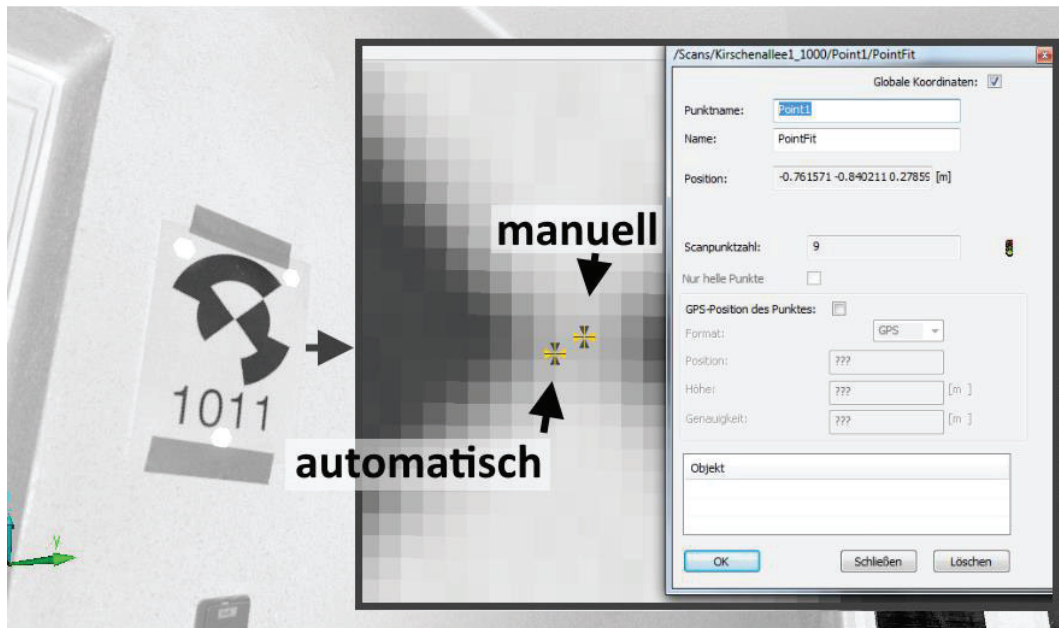 /Scans/Kirschenallee1_1000/Point1/PointFit
Globale Koordinaten:
Punktname: Point1
Name: PointFit
Position: -0.761571 -0.840211 0.27859 [m]
Scanpunktzahl: 9
Nur helle Punkte
GPS-Position des Punktes:
Format: GPS
Position: ???
Höhe: ??? [m ]
Genauigkeit: ??? [m ]
Objekt
OK Schließen Löschen
manuell
automatisch
1011
y